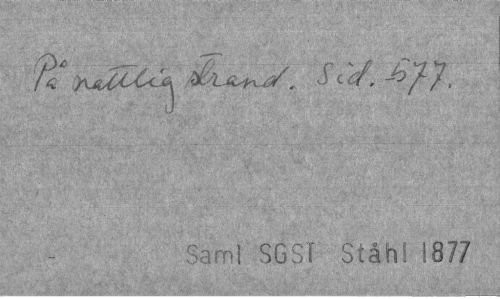 På nattlig strand. Sid. 577.
Saml SGST Ståhl 1877